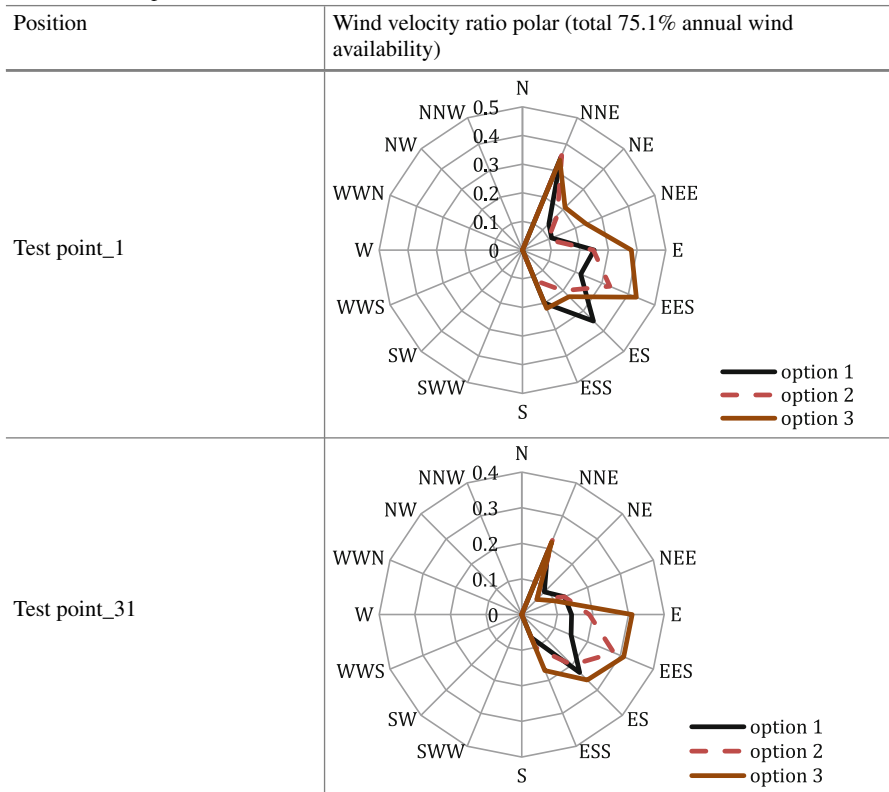 Position
Wind velocity ratio polar (total 75.1% annual wind
availability)
Test point_1
N
NNW 0.5 NNE
NW 0.4 NE
0.3
WWN 0.2 NEE
0.1
W 0 E
WWS EES
SW ES
SWW ESS
S
option 1
option 2
option 3
Test point_31
N
NNW 0.4 NNE
NW 0.3 NE
WWN 0.2 NEE
0.1
W 0 E
WWS EES
SW ES
SWW ESS
S
option 1
option 2
option 3